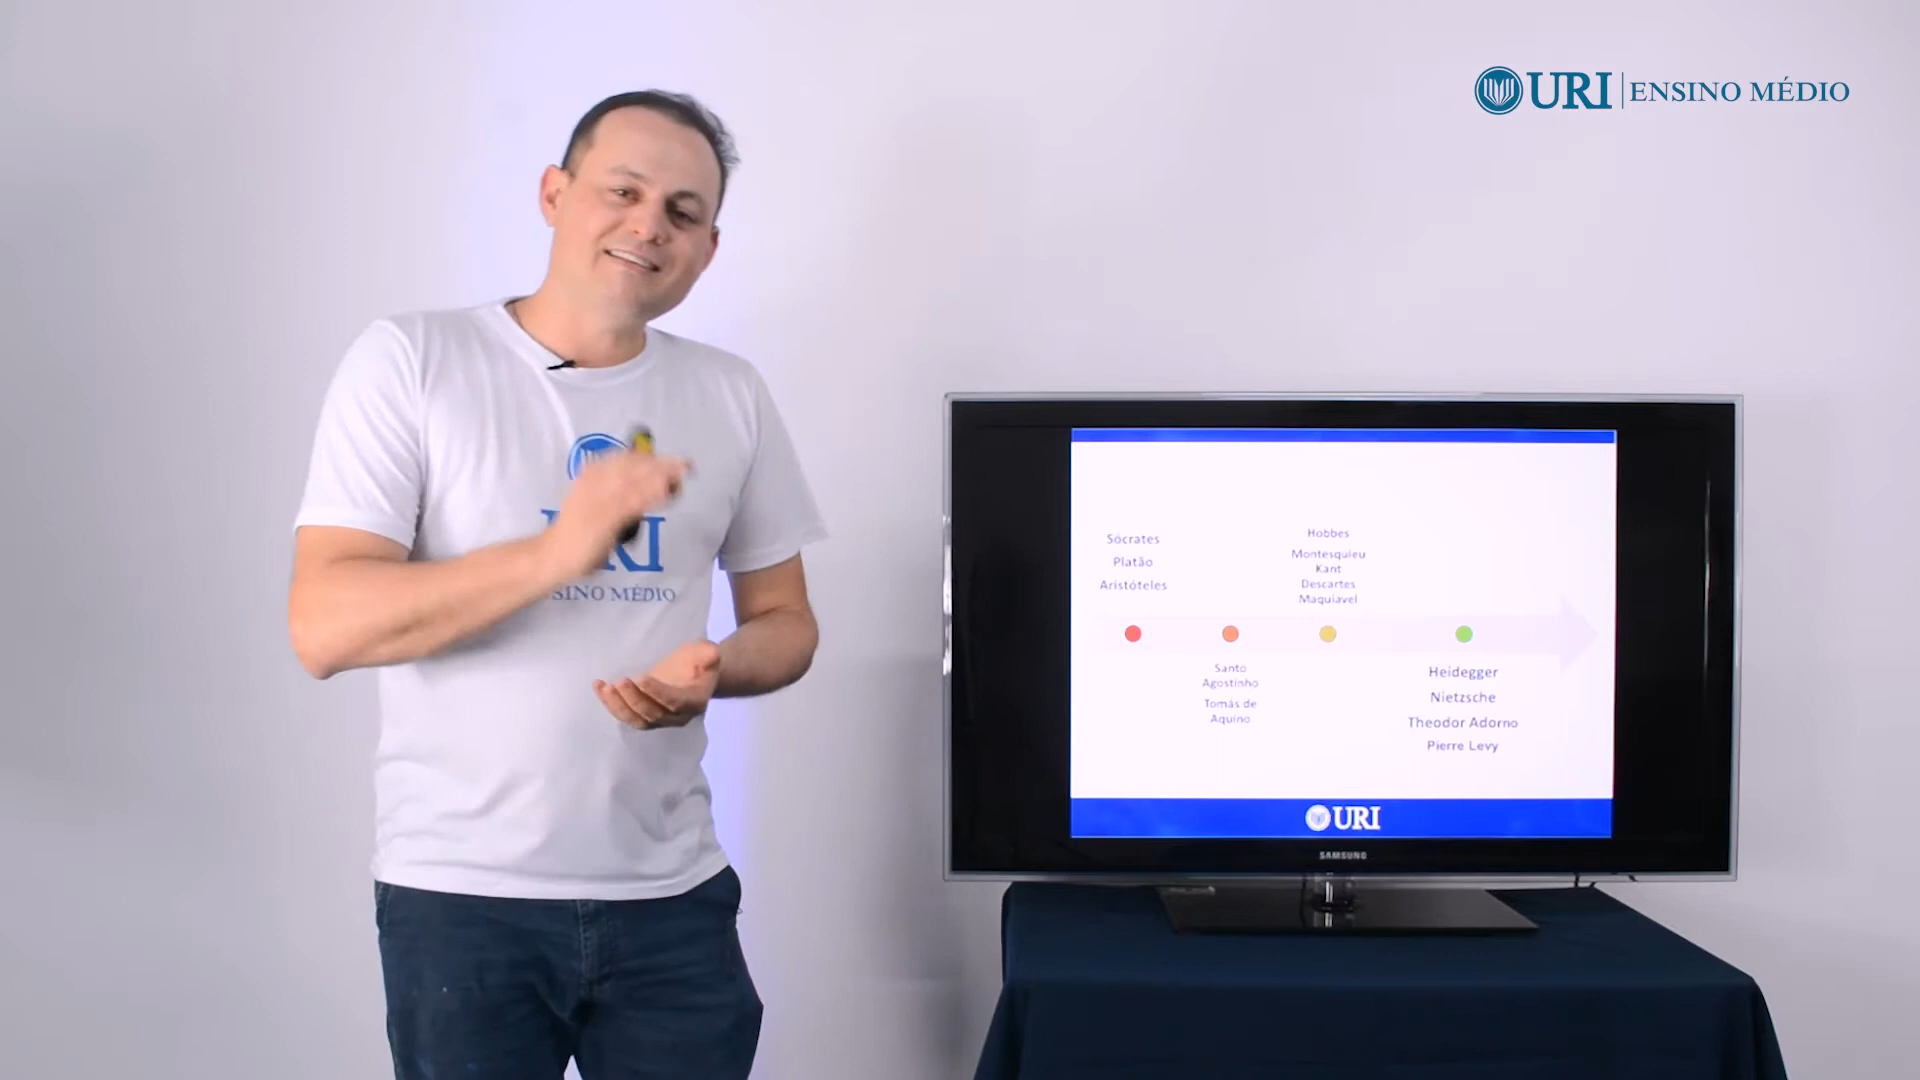 URI ENSINO MÉDIO
URI
ENSINO MÉDIO
Sócrates
Platão
Aristóteles
Hobbes
Montesquieu
Kant
Descartes
Maquiavel
Santo
Agostinho
Tomás de
Aquino
Heidegger
Nietzsche
Theodor Adorno
Pierre Levy
URI
SAMSUNG